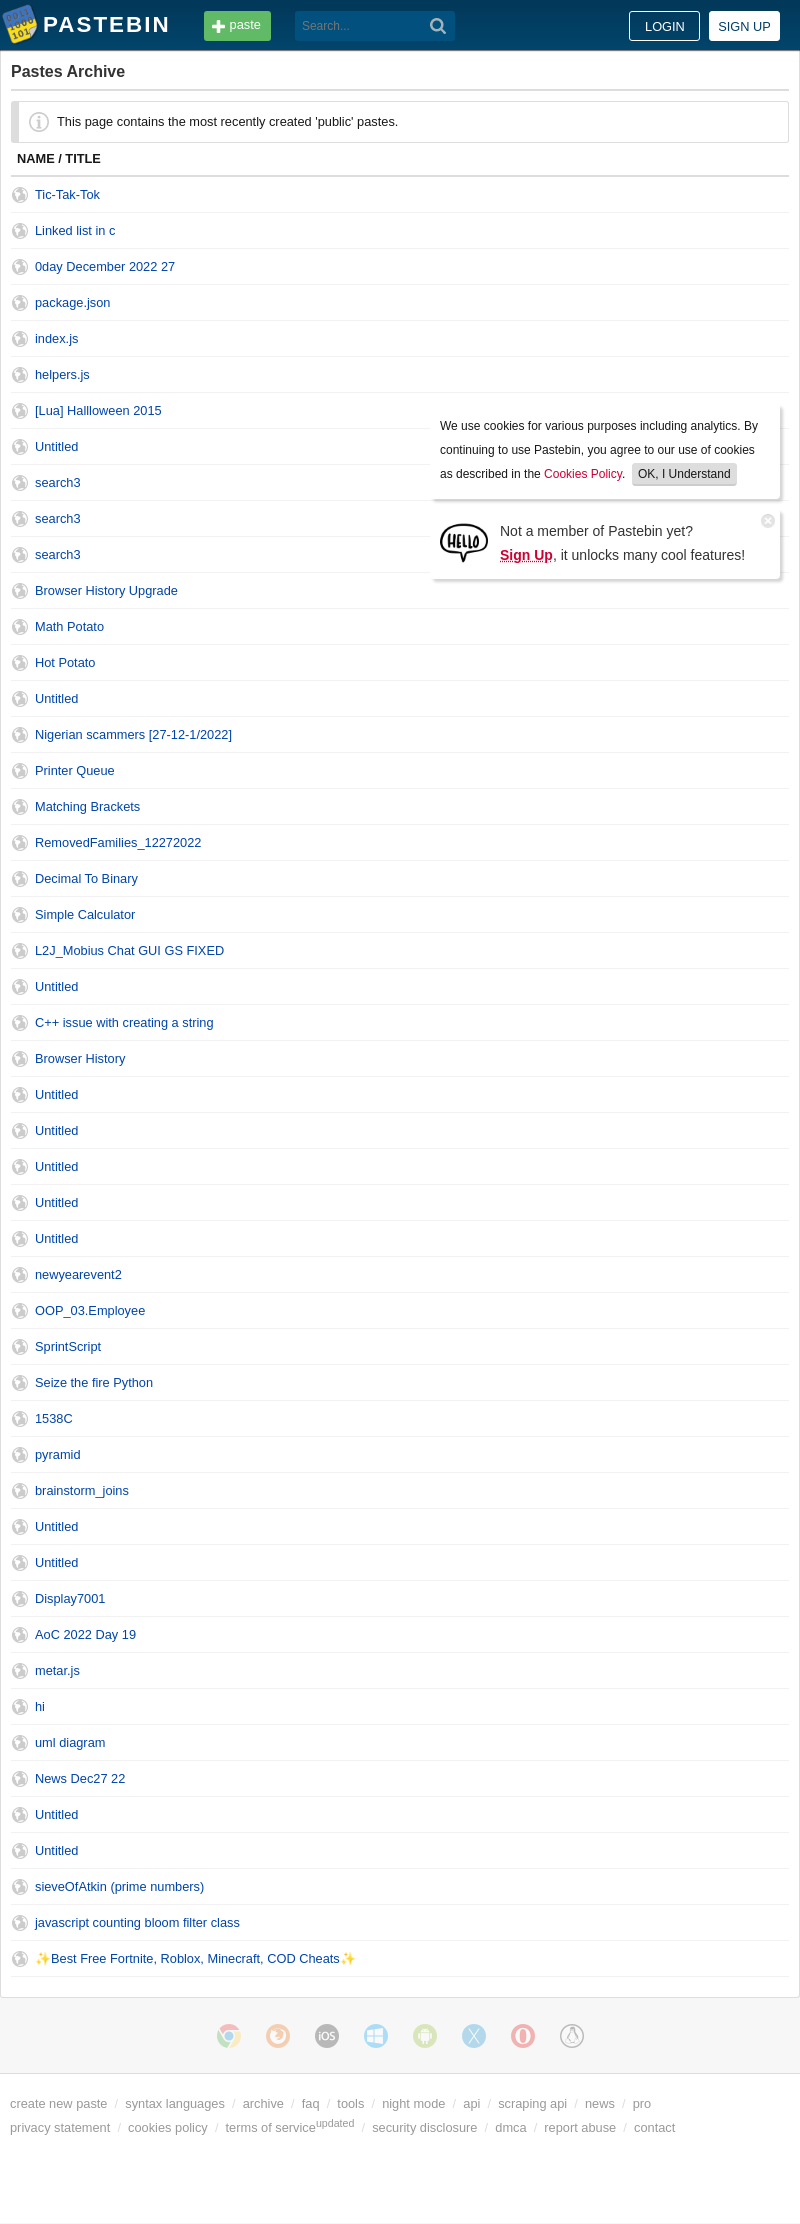 PASTEBIN
paste
Search...
LOGIN
SIGN UP
Pastes Archive
This page contains the most recently created 'public' pastes.
NAME / TITLE
Tic-Tak-Tok
Linked list in c
0day December 2022 27
package.json
index.js
helpers.js
[Lua] Hallloween 2015
Untitled
search3
search3
search3
We use cookies for various purposes including analytics. By
continuing to use Pastebin, you agree to our use of cookies
as described in the Cookies Policy. OK, I Understand
HELLO
Not a member of Pastebin yet?
Sign Up, it unlocks many cool features!
Browser History Upgrade
Math Potato
Hot Potato
Untitled
Nigerian scammers [27-12-1/2022]
Printer Queue
Matching Brackets
RemovedFamilies_12272022
Decimal To Binary
Simple Calculator
L2J_Mobius Chat GUI GS FIXED
Untitled
C++ issue with creating a string
Browser History
Untitled
Untitled
Untitled
Untitled
Untitled
newyearevent2
OOP_03.Employee
SprintScript
Seize the fire Python
1538C
pyramid
brainstorm_joins
Untitled
Untitled
Display7001
AoC 2022 Day 19
metar.js
hi
uml diagram
News Dec27 22
Untitled
Untitled
sieveOfAtkin (prime numbers)
javascript counting bloom filter class
✨Best Free Fortnite, Roblox, Minecraft, COD Cheats✨
iOS
create new paste / syntax languages / archive / faq / tools / night mode / api / scraping api / news / pro
privacy statement / cookies policy / terms of service updated / security disclosure / dmca / report abuse / contact